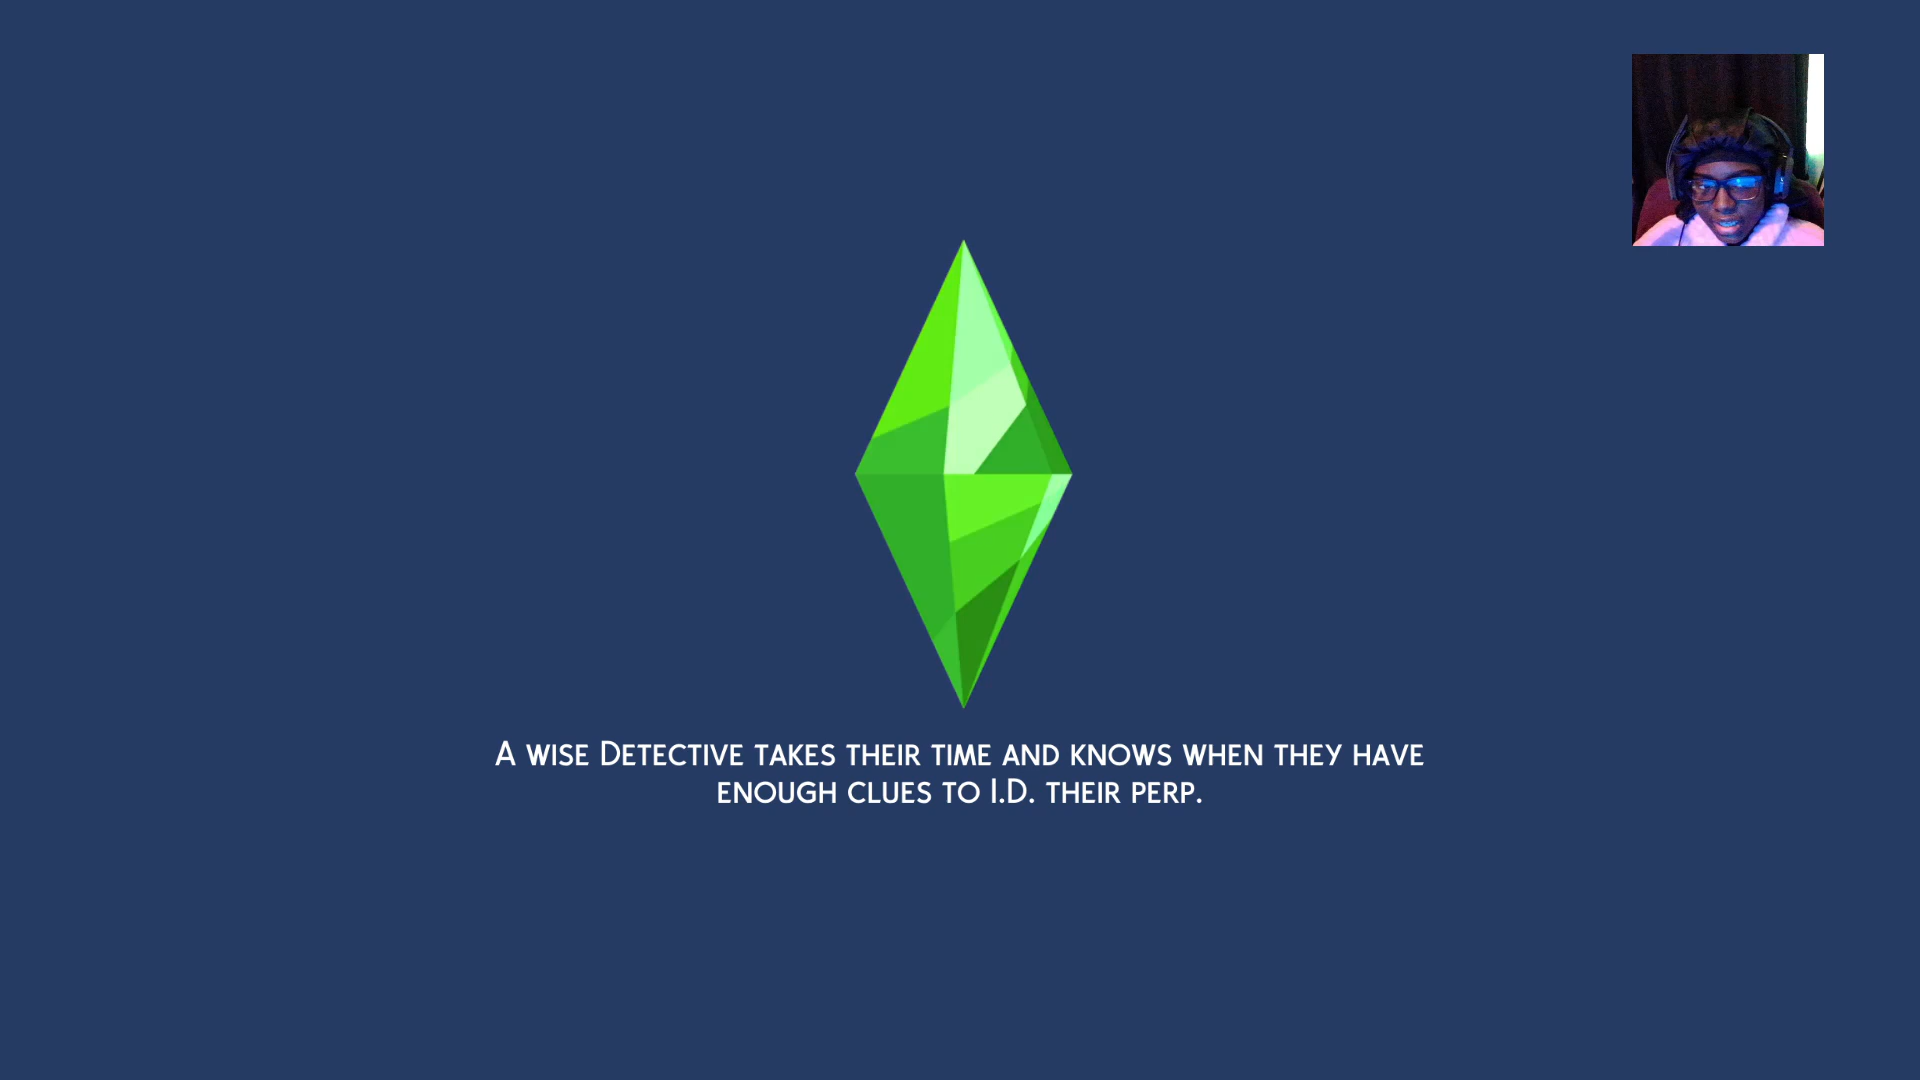 A WISE DETECTIVE TAKES THEIR TIME AND KNOWS WHEN THEY HAVE
ENOUGH CLUES TO I.D. THEIR PERP.